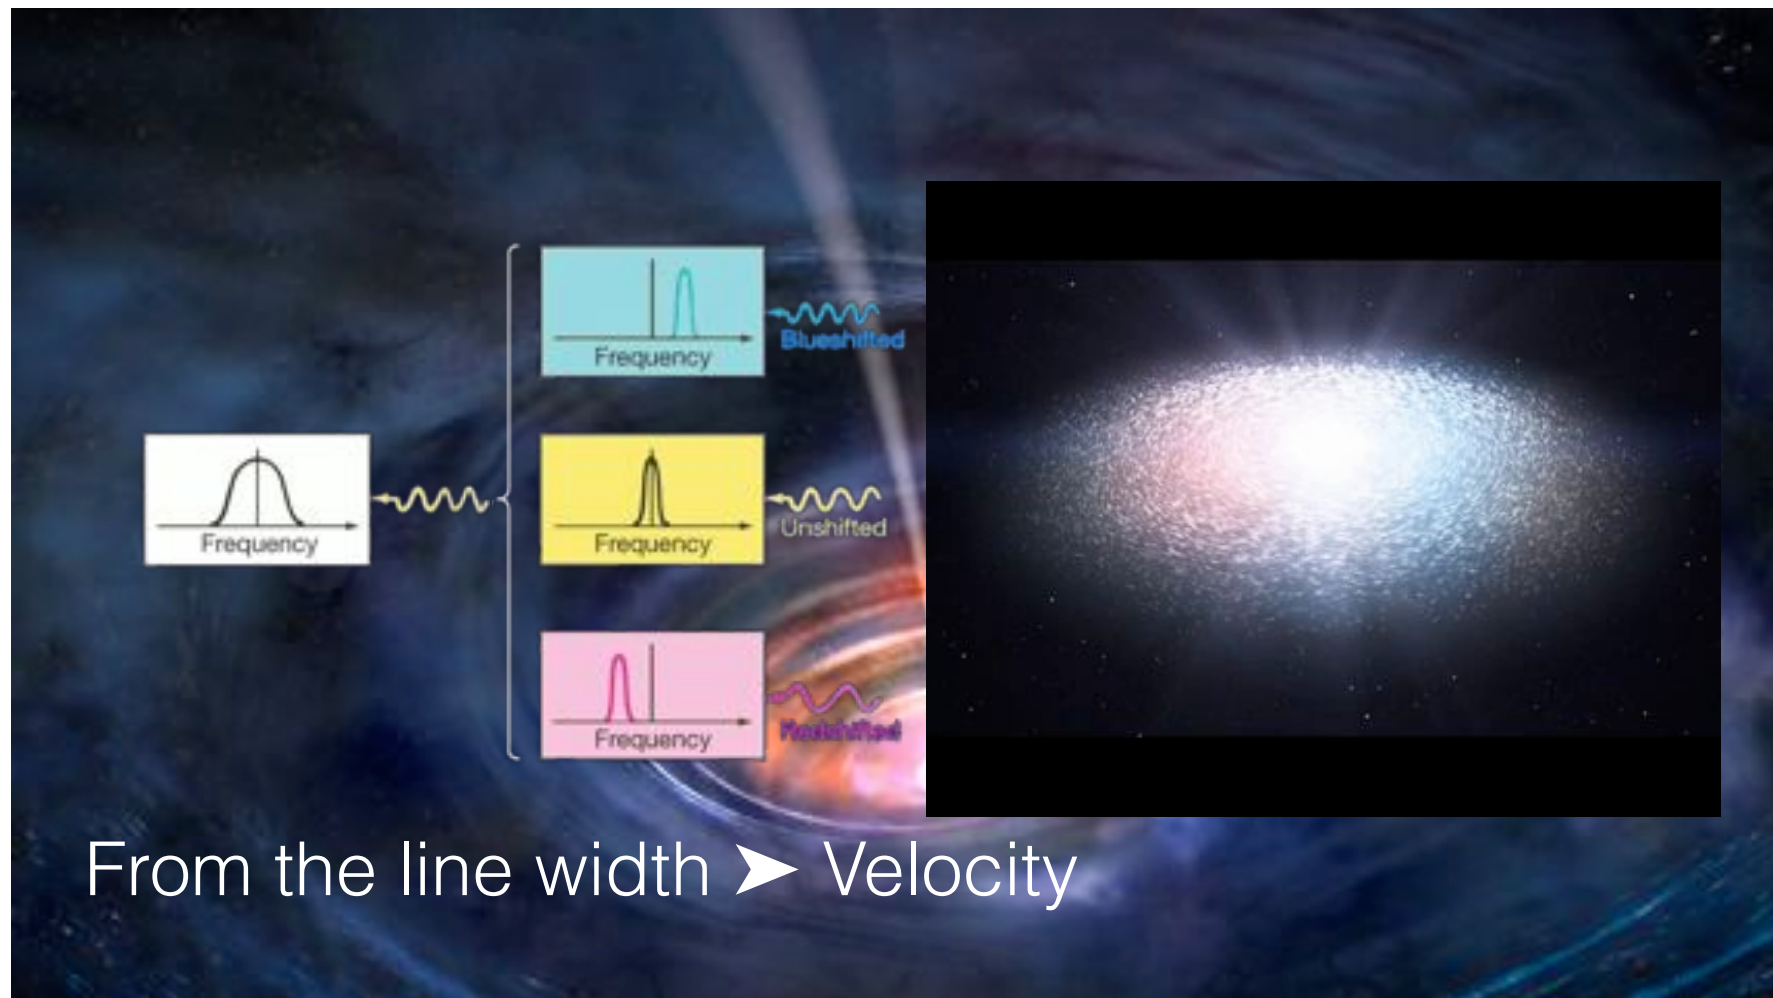 Frequency
Blueshifted
Frequency
Frequency
Unshifted
Frequency
Redshifted
From the line width ➤ Velocity